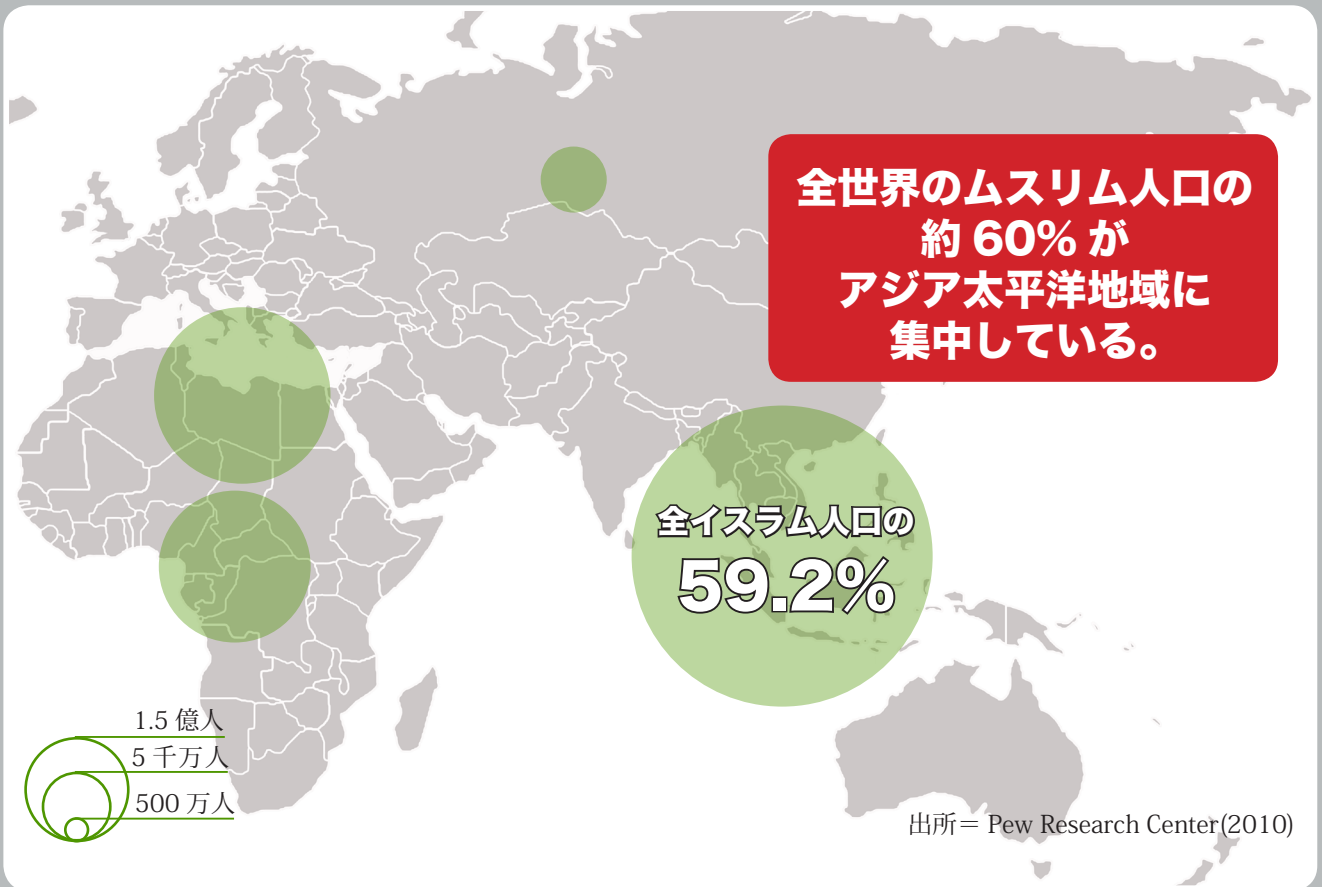 全世界のムスリム人口の
約 60% が
アジア太平洋地域に
集中している。
全イスラム人口の
59.2%
1.5 億人
5 千万人
500 万人
出所＝ Pew Research Center(2010)